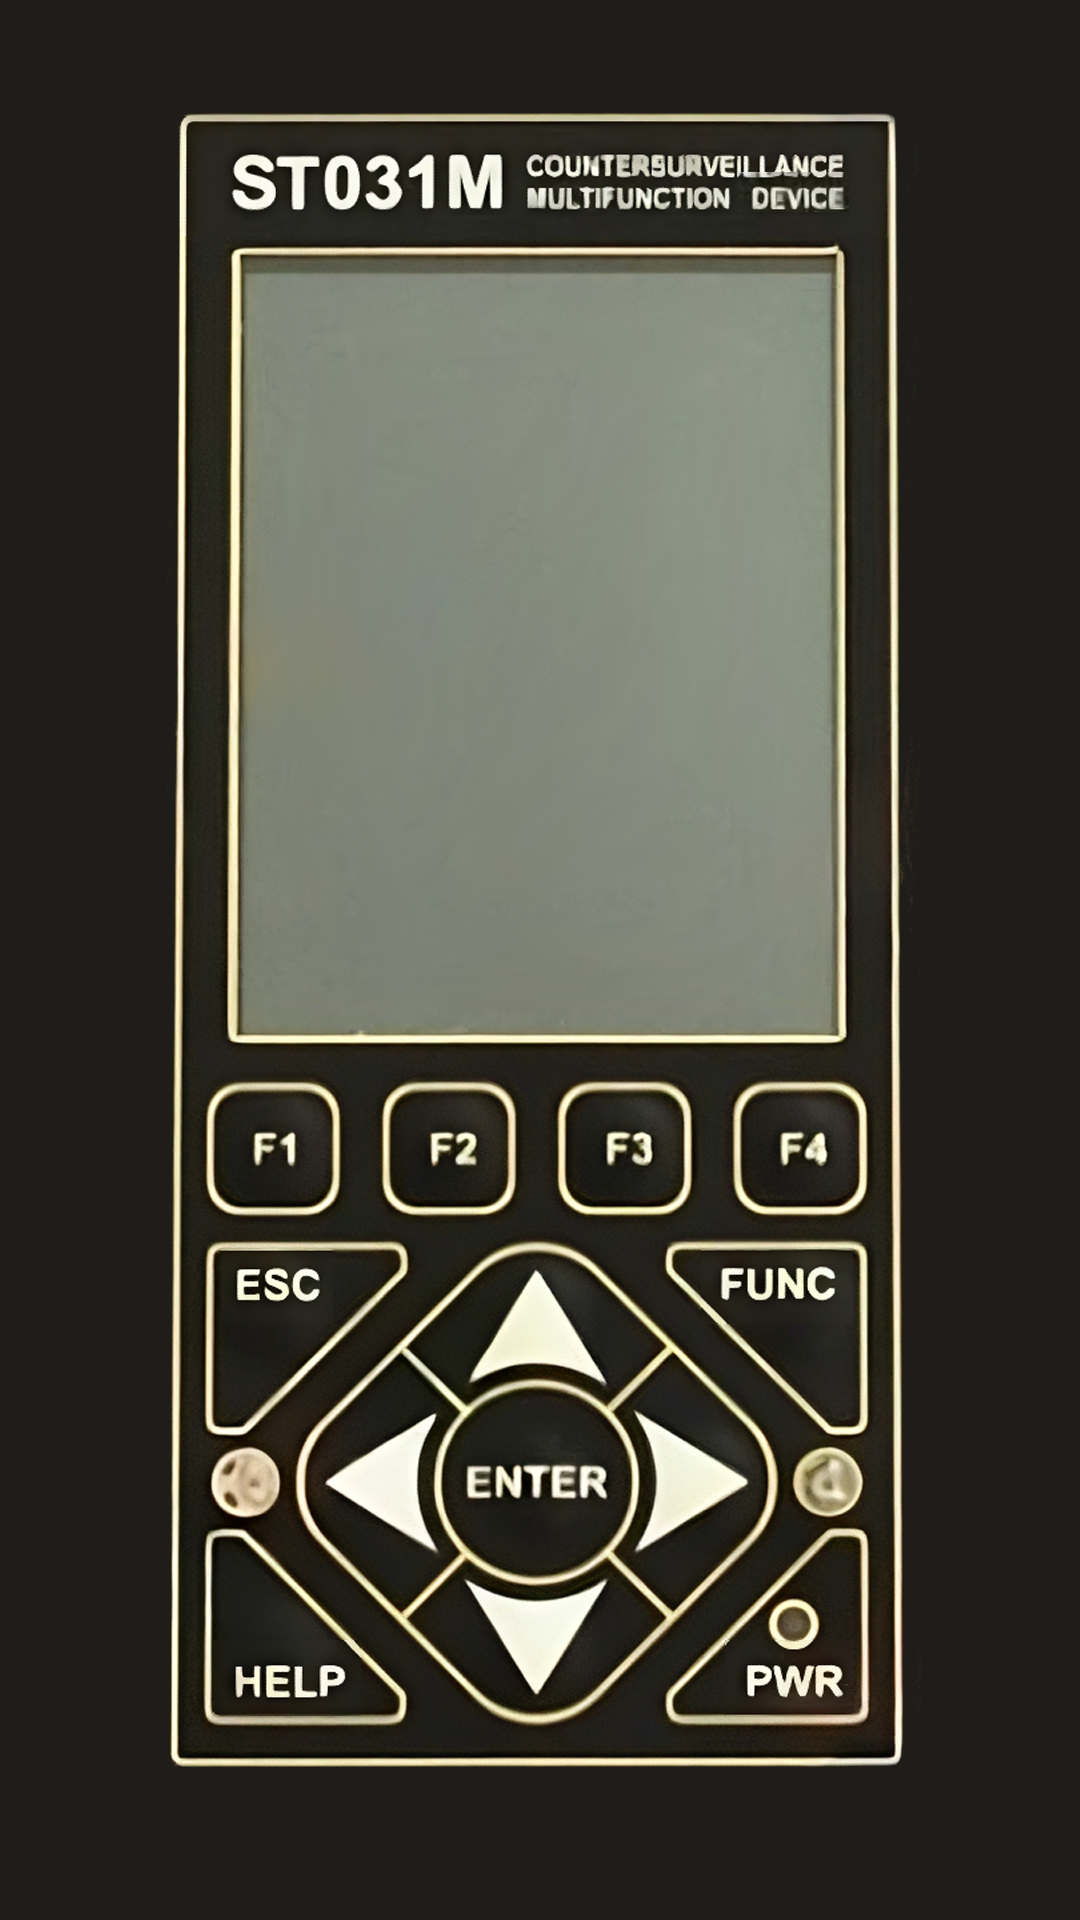 ST031M COUNTERSURVEILLANCE
MULTIFUNCTION DEVICE
F1 F2 F3 F4
ESC FUNC
ENTER
HELP PWR